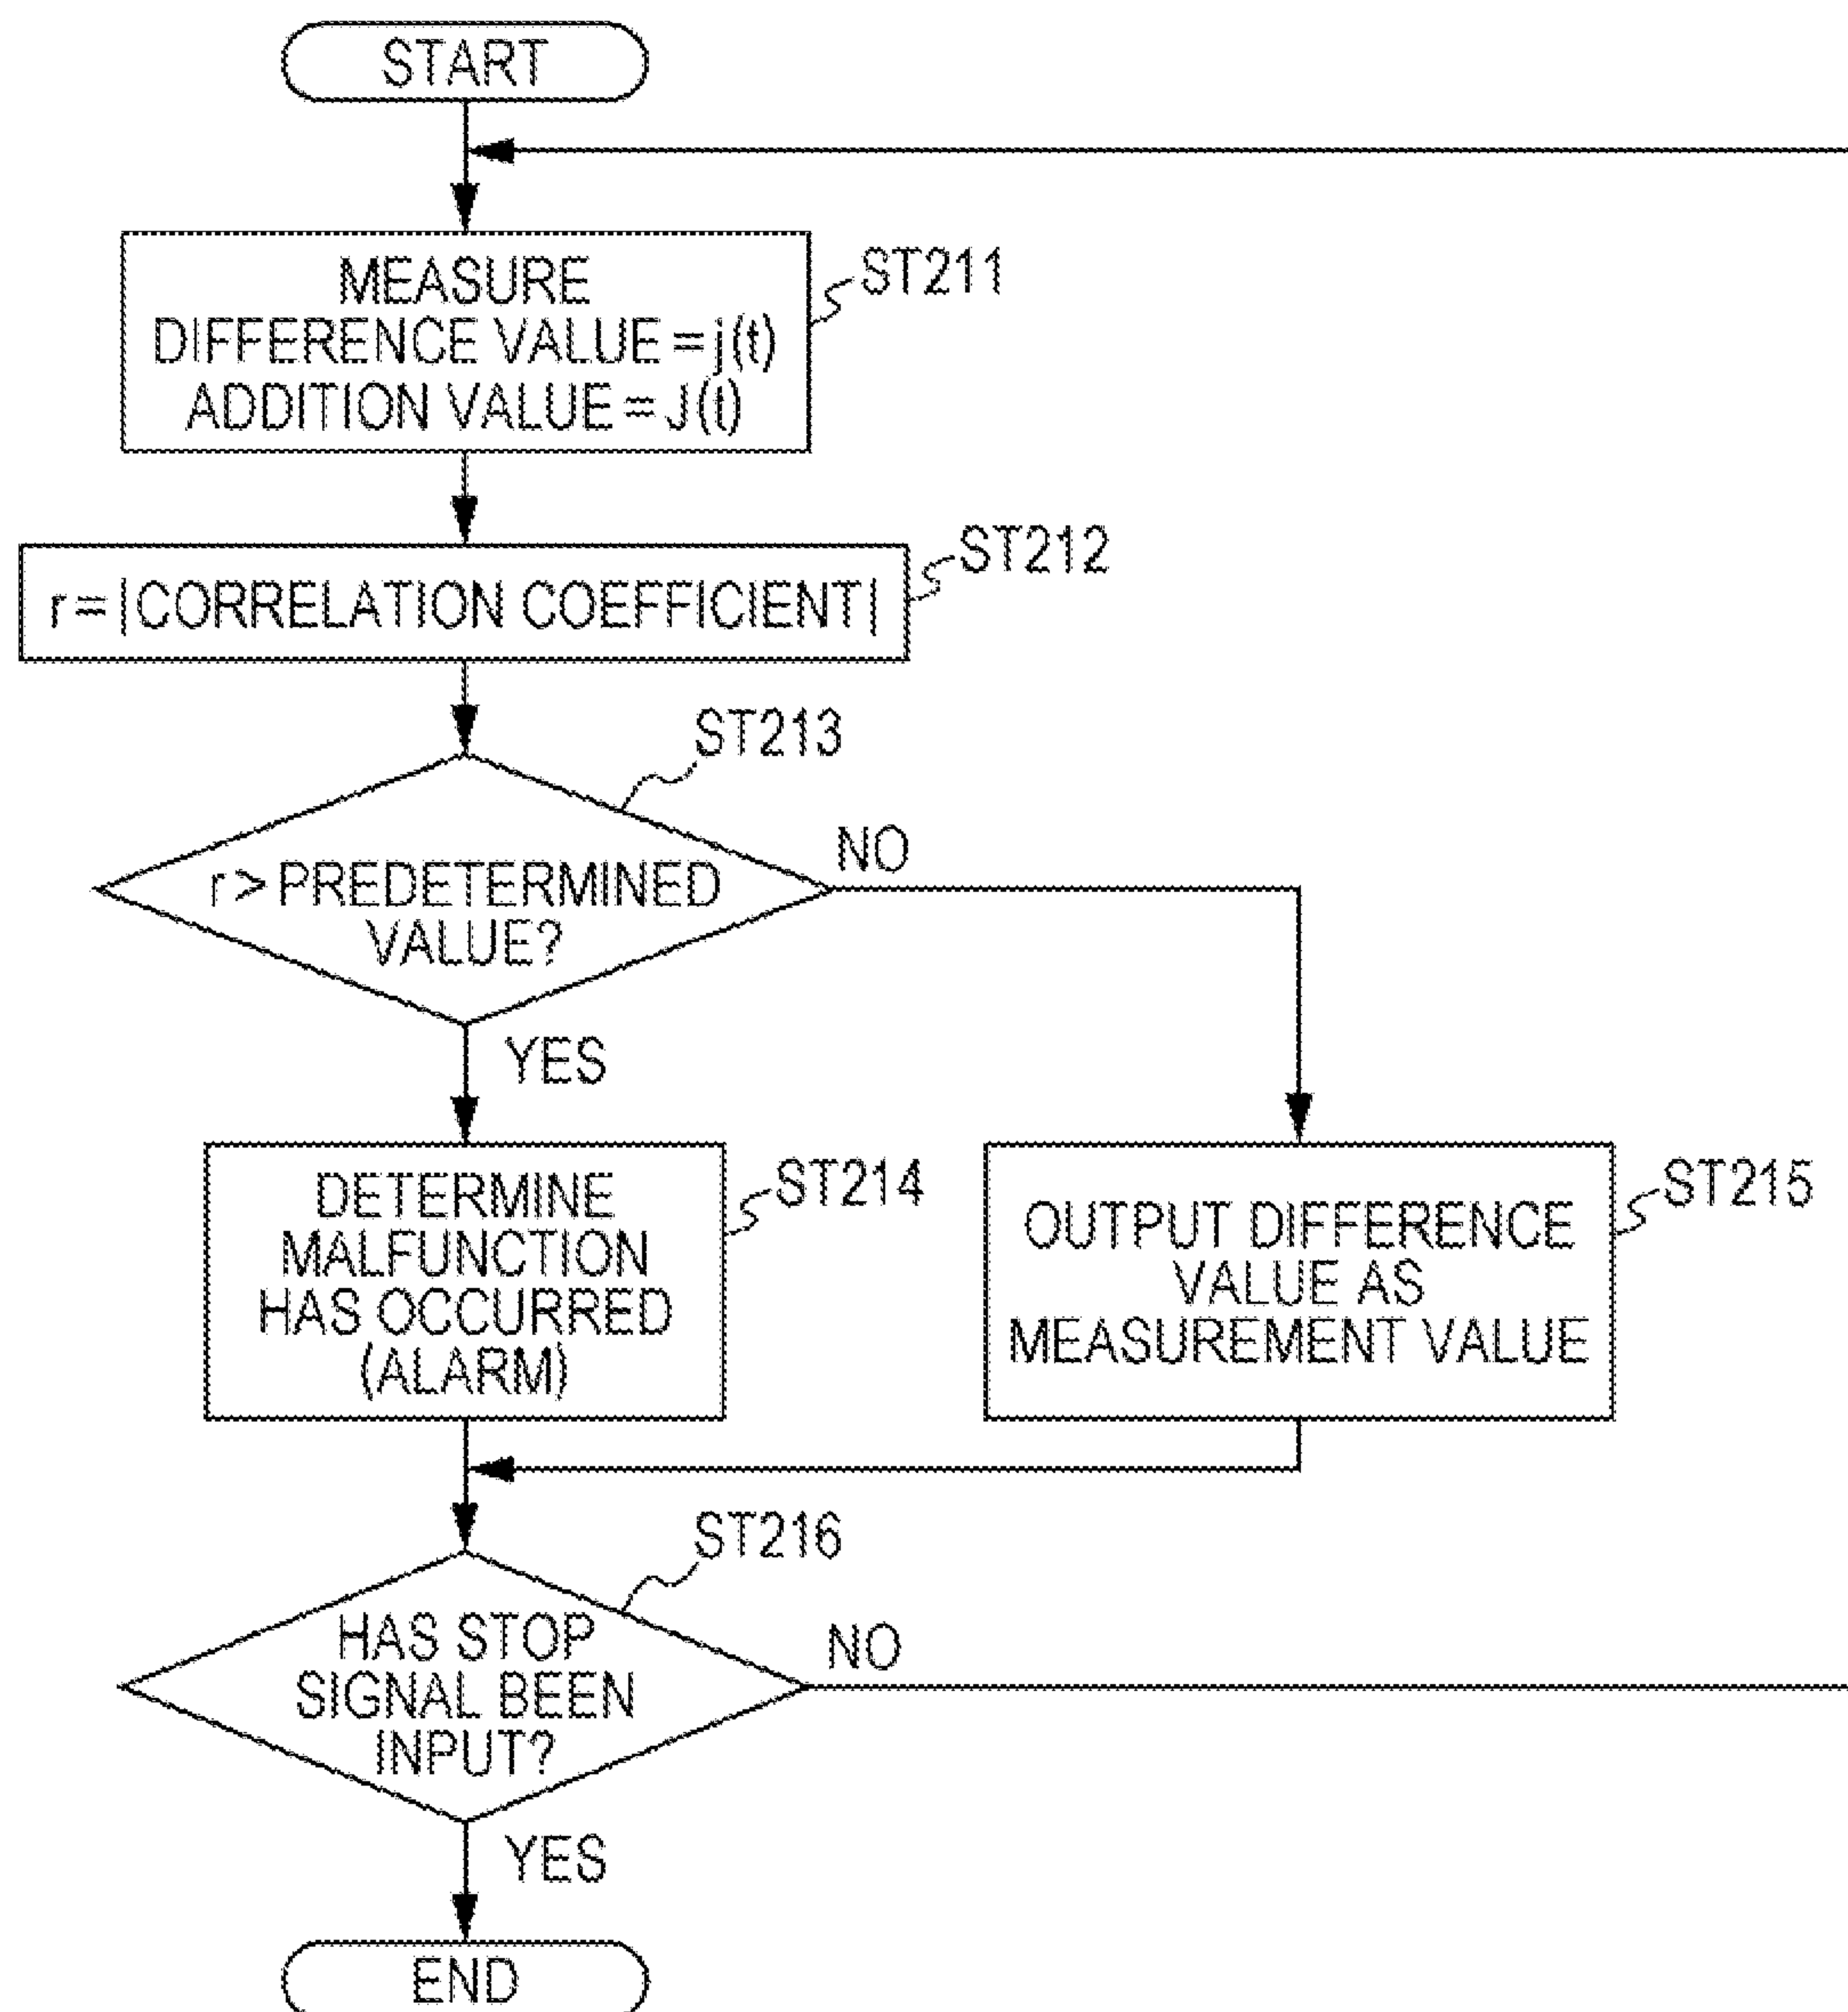 START
MEASURE
DIFFERENCE VALUE = j(t)
ADDITION VALUE = J(t)
ST211
r = |CORRELATION COEFFICIENT|
ST212
ST213
r > PREDETERMINED
VALUE?
NO
YES
DETERMINE
MALFUNCTION
HAS OCCURRED
(ALARM)
ST214
OUTPUT DIFFERENCE
VALUE AS
MEASUREMENT VALUE
ST215
ST216
HAS STOP
SIGNAL BEEN
INPUT?
NO
YES
END